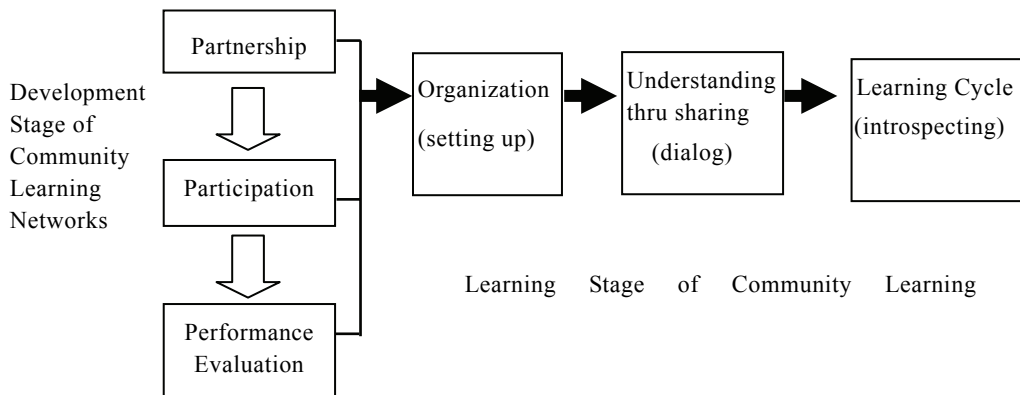 Development
Stage of
Community
Learning
Networks
Partnership
Participation
Performance
Evaluation
Organization
(setting up)
Understanding
thru sharing
(dialog)
Learning Cycle
(introspecting)
Learning Stage of Community Learning